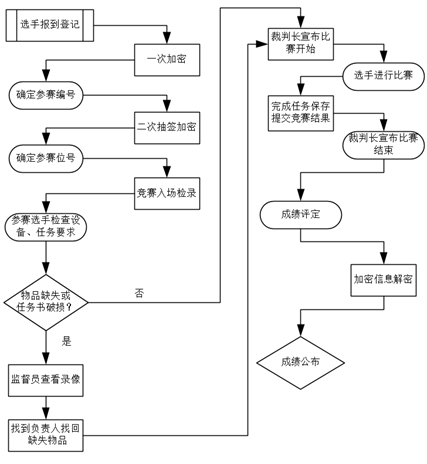 选手报到登记
一次加密
确定参赛编号
二次抽签加密
确定参赛位号
竞赛入场检录
参赛选手检查设
备、任务要求
物品缺失或
任务书破损?
否
是
监督员查看录像
找到负责人找回
缺失物品
裁判长宣布比
赛开始
选手进行比赛
完成任务保存
提交竞赛结果
裁判长宣布比赛
结束
成绩评定
加密信息解密
成绩公布